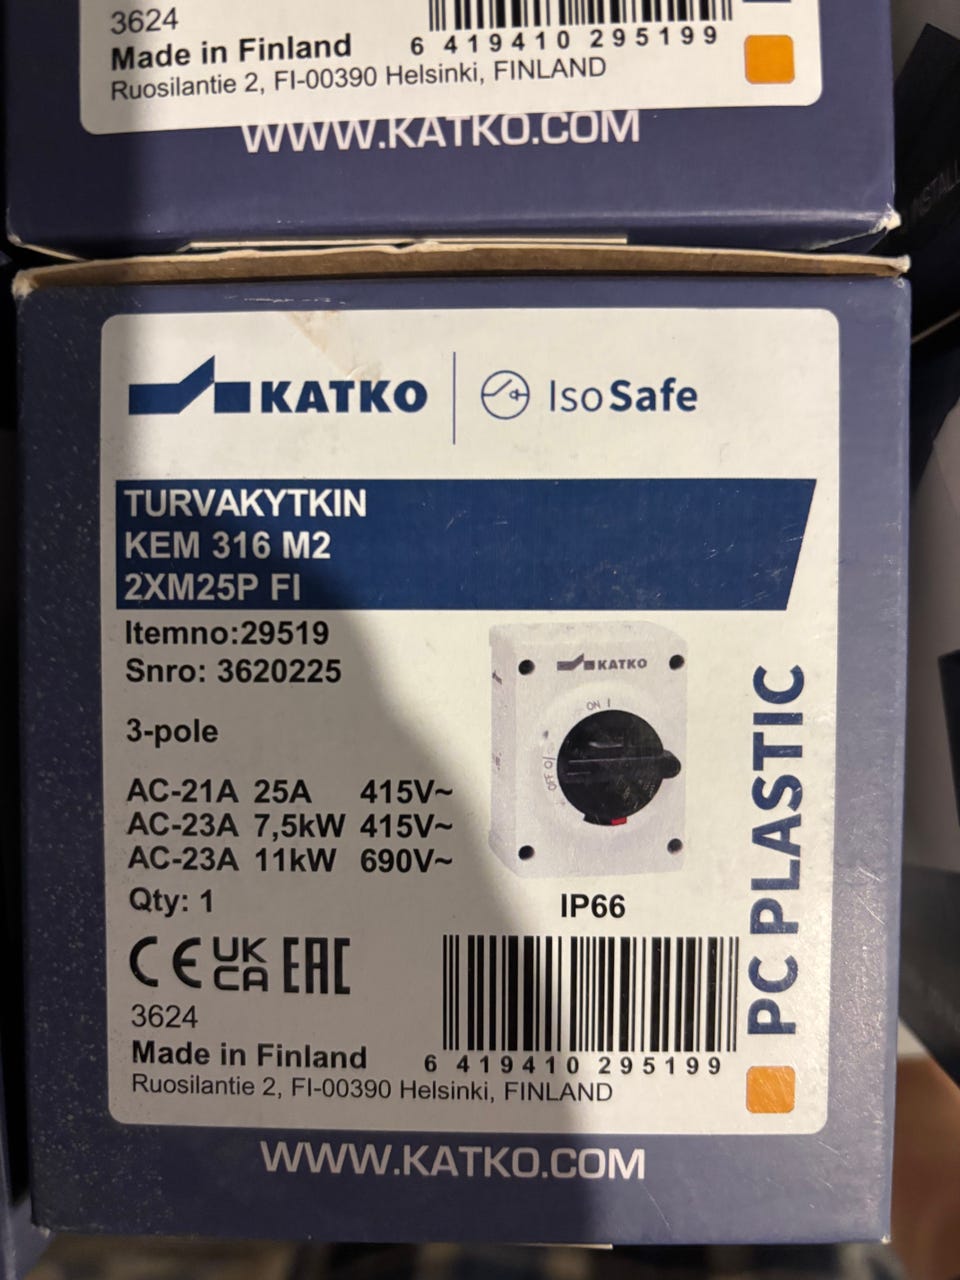 3624
Made in Finland
6 419410 295199
Ruosilantie 2, FI-00390 Helsinki, FINLAND
WWW.KATKO.COM
KATKO
IsoSafe
TURVAKYTKIN
KEM 316 M2
2XM25P FI
Itemno:29519
Snro: 3620225
3-pole
AC-21A 25A 415V~
AC-23A 7,5kW 415V~
AC-23A 11kW 690V~
Qty: 1
KATKO
ON I
OFF O
IP66
PC PLASTIC
CE UK CA EAC
3624
Made in Finland
6 419410 295199
Ruosilantie 2, FI-00390 Helsinki, FINLAND
WWW.KATKO.COM